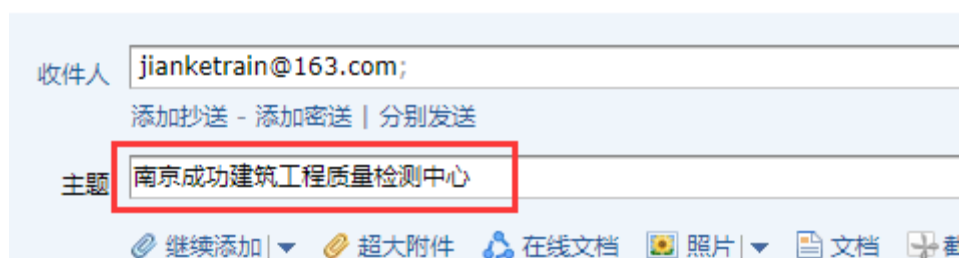 收件人 jianketrain@163.com;
添加抄送 - 添加密送 | 分别发送
主题 南京成功建筑工程质量检测中心
继续添加 | 超大附件 在线文档 照片 | 文档